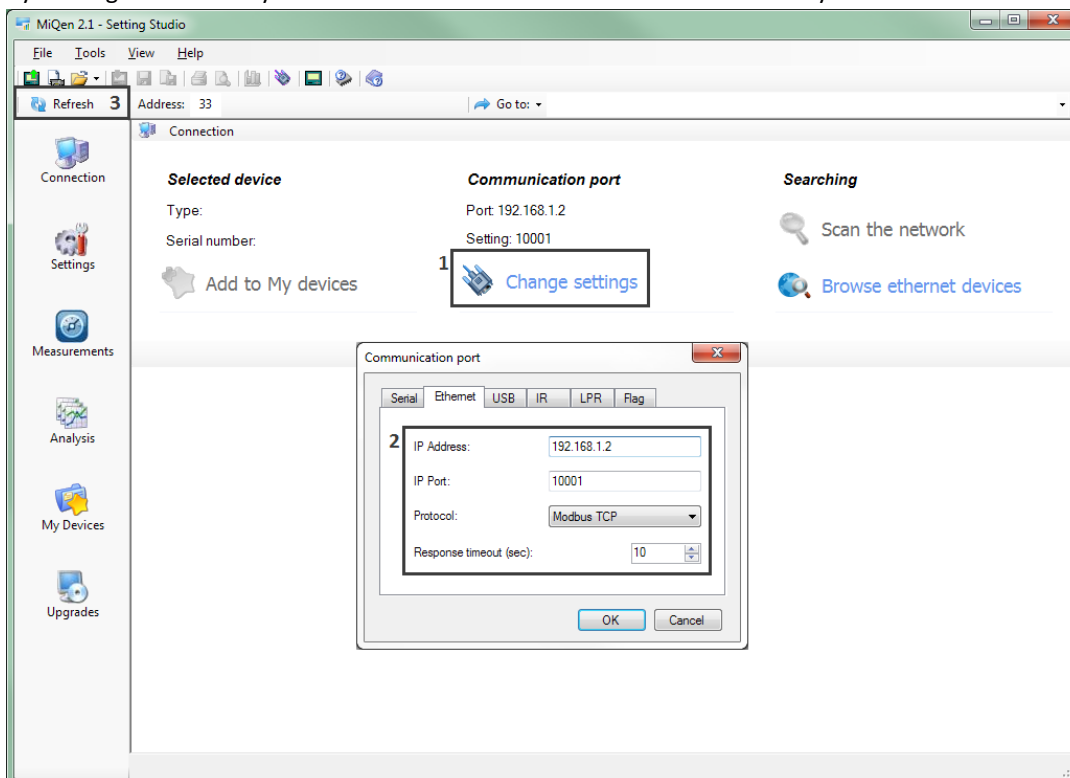 MiQen 2.1 - Setting Studio
File Tools View Help
Refresh 3 Address: 33 Go to:
Connection
Connection
Settings
Measurements
Analysis
My Devices
Upgrades
Selected device
Type:
Serial number:
Add to My devices
Communication port
Port: 192.168.1.2
Setting: 10001
1 Change settings
Searching
Scan the network
Browse ethernet devices
Communication port
Serial Ethernet USB IR LPR Flag
2 IP Address: 192.168.1.2
IP Port: 10001
Protocol: Modbus TCP
Response timeout (sec): 10
OK Cancel